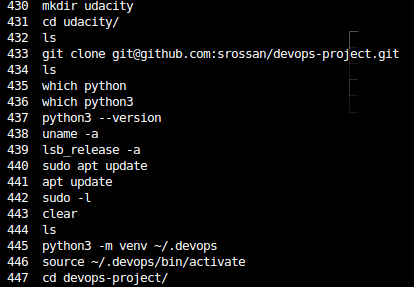 430 mkdir udacity
431 cd udacity/
432 ls
433 git clone git@github.com:srossan/devops-project.git
434 ls
435 which python
436 which python3
437 python3 --version
438 uname -a
439 lsb_release -a
440 sudo apt update
441 apt update
442 sudo -l
443 clear
444 ls
445 python3 -m venv ~/.devops
446 source ~/.devops/bin/activate
447 cd devops-project/